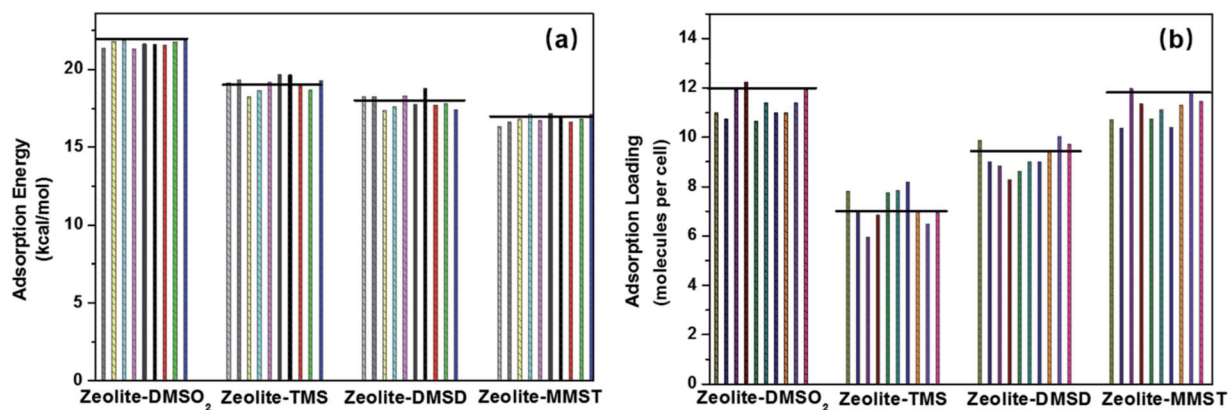 (a)
Adsorption Energy
(kcal/mol)
20
15
10
5
0
Zeolite-DMSO₂ Zeolite-TMS Zeolite-DMSD Zeolite-MMST
(b)
Adsorption Loading
(molecules per cell)
14
12
10
8
6
4
2
0
Zeolite-DMSO₂ Zeolite-TMS Zeolite-DMSD Zeolite-MMST